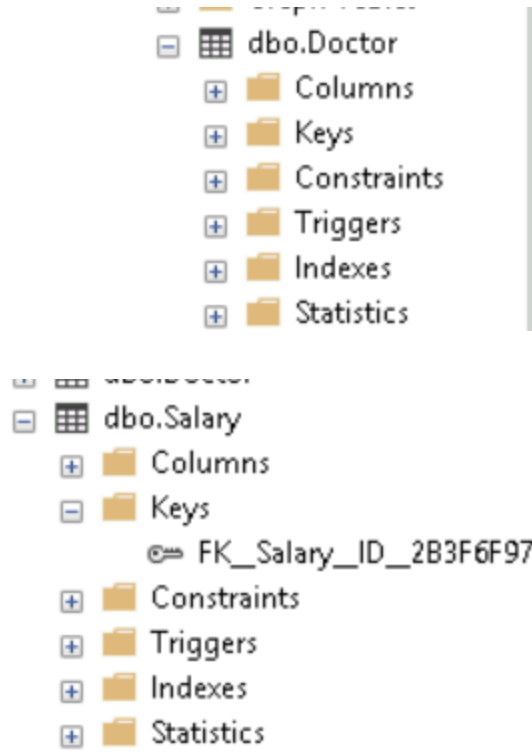 dbo.Doctor
Columns
Keys
Constraints
Triggers
Indexes
Statistics
dbo.Salary
Columns
Keys
FK__Salary__ID__2B3F6F97
Constraints
Triggers
Indexes
Statistics